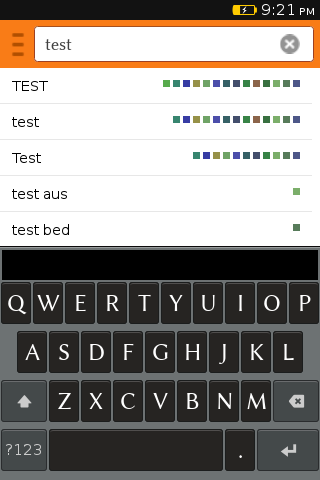 9:21 PM
test
TEST
test
Test
test aus
test bed
Q W E R T Y U I O P
A S D F G H J K L
Z X C V B N M
?123 .